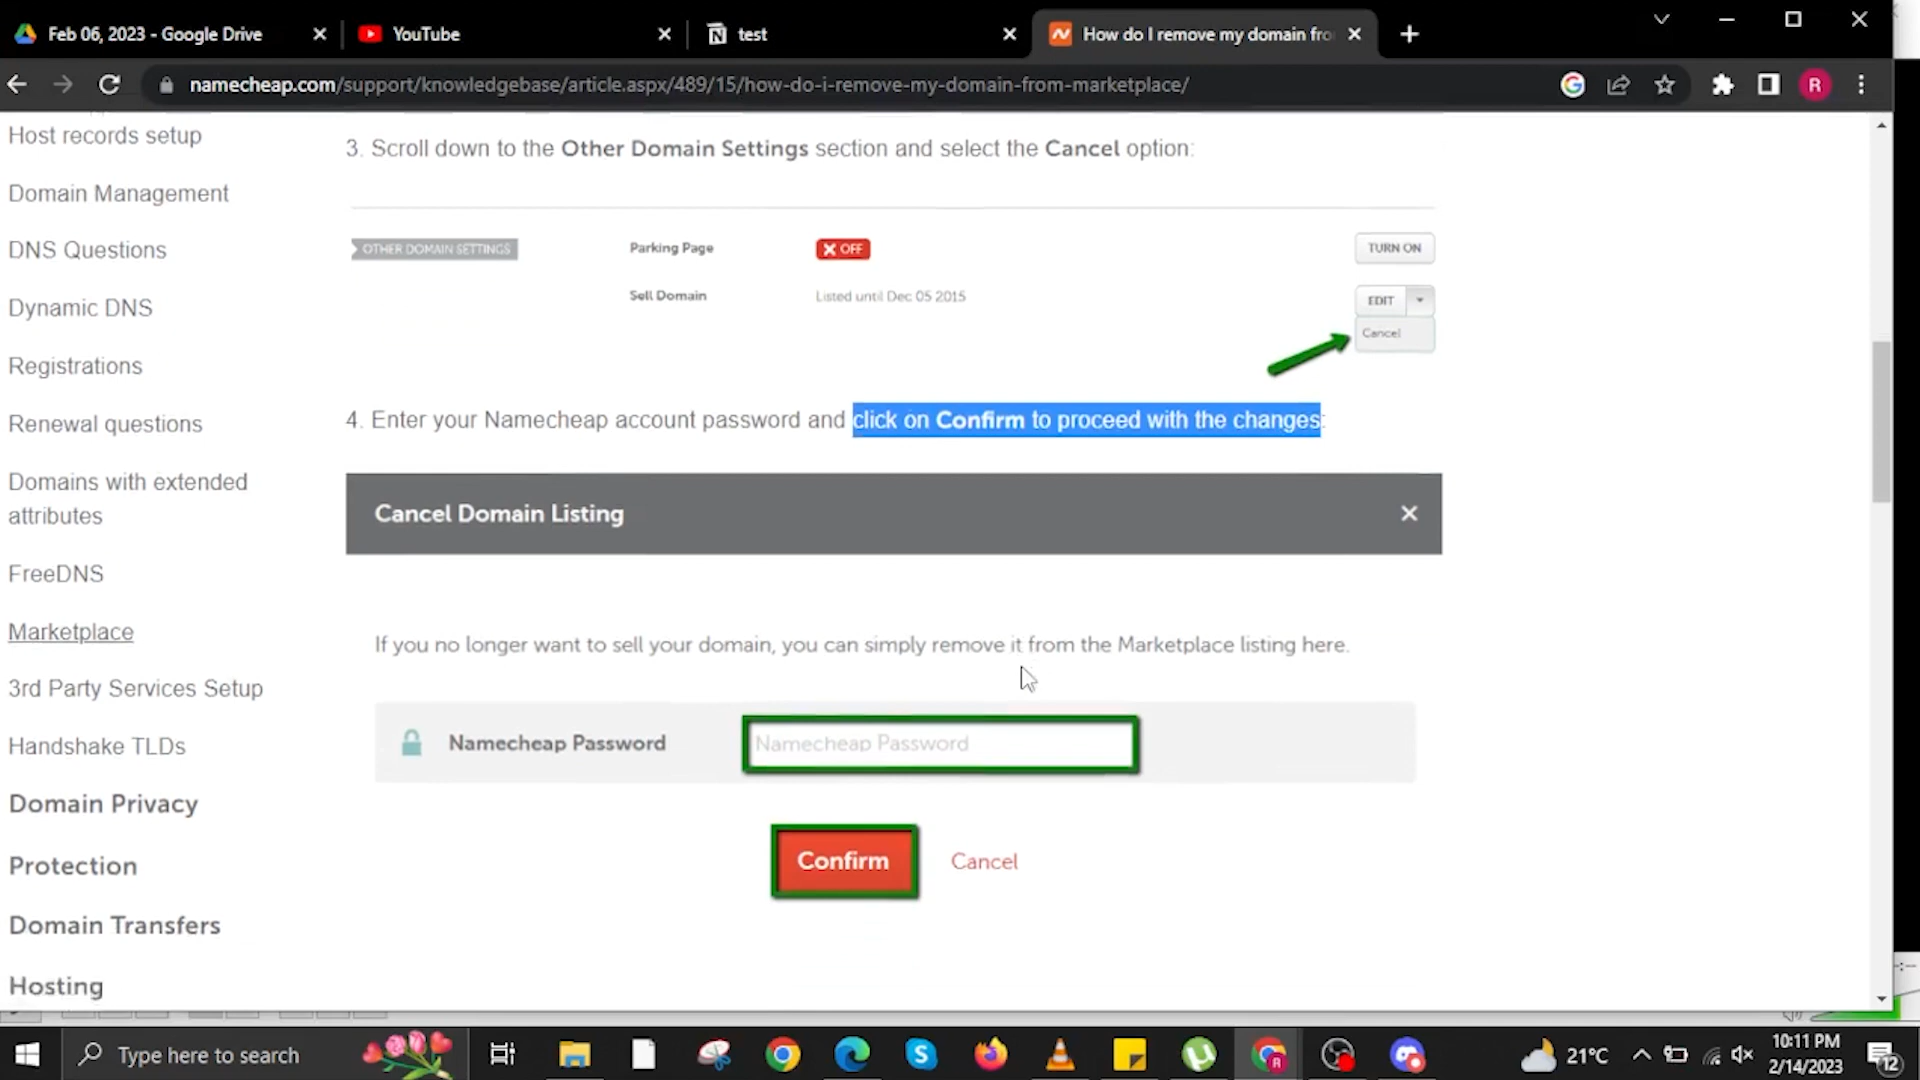 Feb 06, 2023 - Google Drive
YouTube
test
How do I remove my domain fro
namecheap.com/support/knowledgebase/article.aspx/489/15/how-do-i-remove-my-domain-from-marketplace/
R
Host records setup
Domain Management
DNS Questions
Dynamic DNS
Registrations
Renewal questions
Domains with extended
attributes
FreeDNS
Marketplace
3rd Party Services Setup
Handshake TLDs
Domain Privacy
Protection
Domain Transfers
Hosting
3. Scroll down to the Other Domain Settings section and select the Cancel option:
OTHER DOMAIN SETTINGS
Parking Page
OFF
TURN ON
Sell Domain
Listed until Dec 05 2015
EDIT
Cancel
4. Enter your Namecheap account password and click on Confirm to proceed with the changes:
Cancel Domain Listing
If you no longer want to sell your domain, you can simply remove it from the Marketplace listing here.
Namecheap Password
Namecheap Password
Confirm
Cancel
Type here to search
R
21°C
10:11 PM
2/14/2023
12